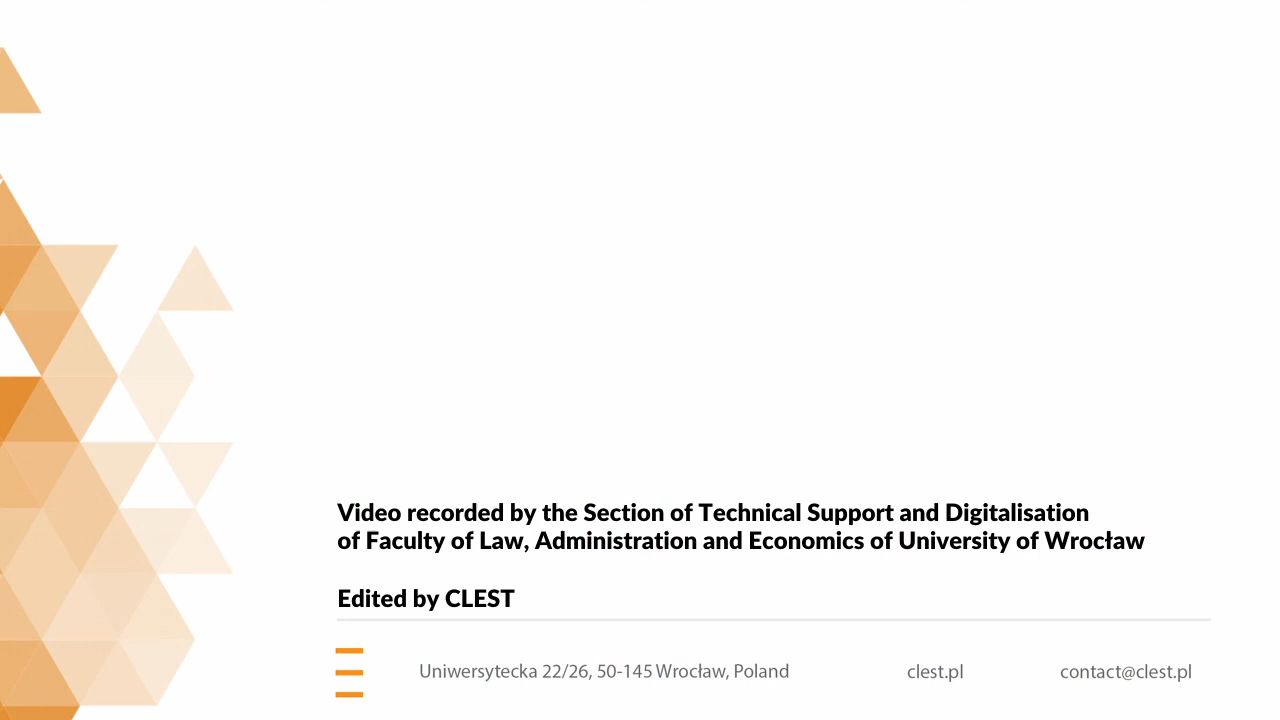 Video recorded by the Section of Technical Support and Digitalisation
of Faculty of Law, Administration and Economics of University of Wrocław
Edited by CLEST
Uniwersytecka 22/26, 50-145 Wrocław, Poland clest.pl contact@clest.pl